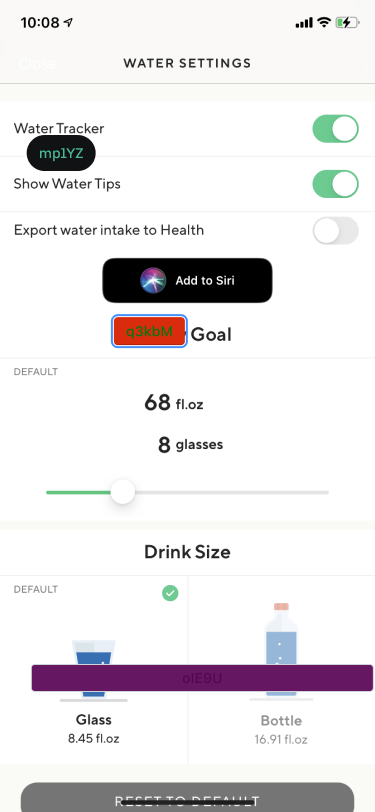 10:08
Close
WATER SETTINGS
Water Tracker
mp1YZ
Show Water Tips
Export water intake to Health
Add to Siri
q3kbM Goal
DEFAULT
68 fl.oz
8 glasses
Drink Size
DEFAULT
oIE9U
Glass
Bottle
8.45 fl.oz
16.91 fl.oz
RESET TO DEFAULT